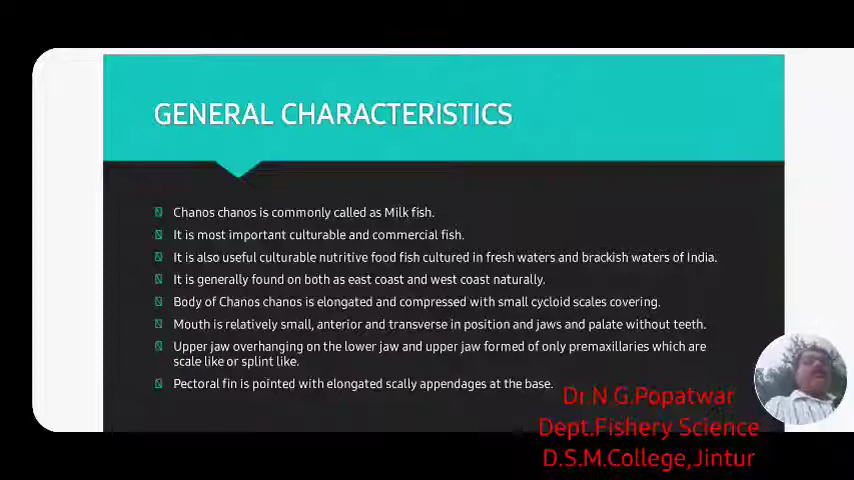 GENERAL CHARACTERISTICS
Chanos chanos is commonly called as Milk fish.
It is most important culturable and commercial fish.
It is also useful culturable nutritive food fish cultured in fresh waters and brackish waters of India.
It is generally found on both as east coast and west coast naturally.
Body of Chanos chanos is elongated and compressed with small cycloid scales covering.
Mouth is relatively small, anterior and transverse in position and jaws and palate without teeth.
Upper jaw overhanging on the lower jaw and upper jaw formed of only premaxillaries which are
scale like or splint like.
Pectoral fin is pointed with elongated scally appendages at the base.
Dr.N.G.Popatwar
Dept.Fishery Science
D.S.M.College,Jintur